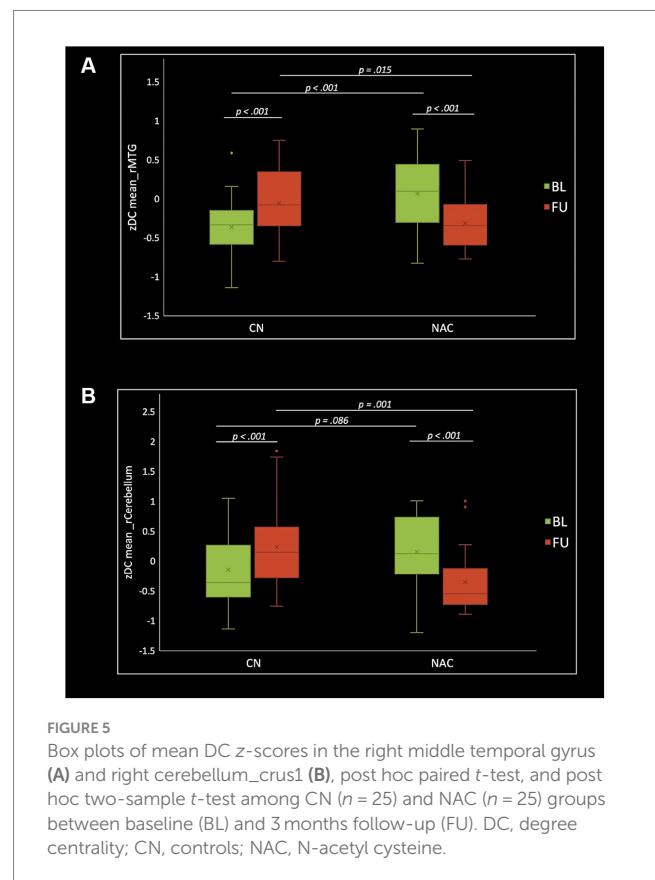 A
zDC mean_rMTG
1.5
1
0.5
0
-0.5
-1
-1.5
p = .015
p < .001
p < .001
p < .001
CN
NAC
BL
FU
B
zDC mean _rCerebellum
2.5
2
1.5
1
0.5
0
-0.5
-1
-1.5
p = .001
p = .086
p < .001
p < .001
CN
NAC
BL
FU
FIGURE 5
Box plots of mean DC z-scores in the right middle temporal gyrus
(A) and right cerebellum_crus1 (B), post hoc paired t-test, and post
hoc two-sample t-test among CN (n = 25) and NAC (n = 25) groups
between baseline (BL) and 3 months follow-up (FU). DC, degree
centrality; CN, controls; NAC, N-acetyl cysteine.